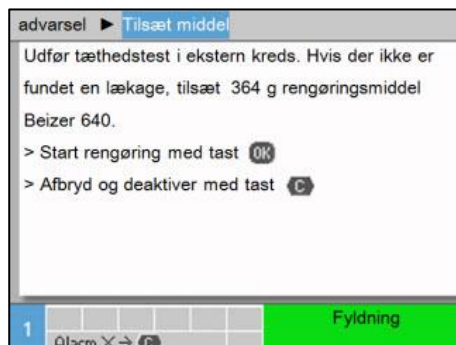 advarsel ► Tilsæt middel
Udfør tæthedstest i ekstern kreds. Hvis der ikke er
fundet en lækage, tilsæt 364 g rengøringsmiddel
Beizer 640.
> Start rengøring med tast OK
> Afbryd og deaktiver med tast C
1
Fyldning
Alarm X → C